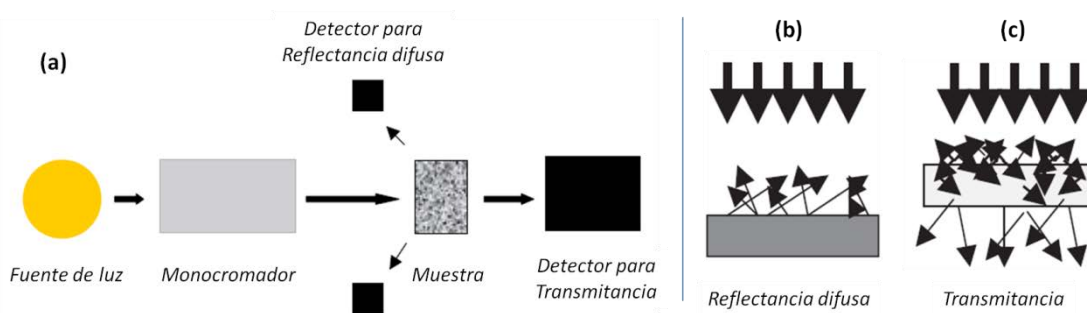 (a)
Detector para
Reflectancia difusa
Fuente de luz
Monocromador
Muestra
Detector para
Transmitancia
(b)
Reflectancia difusa
(c)
Transmitancia